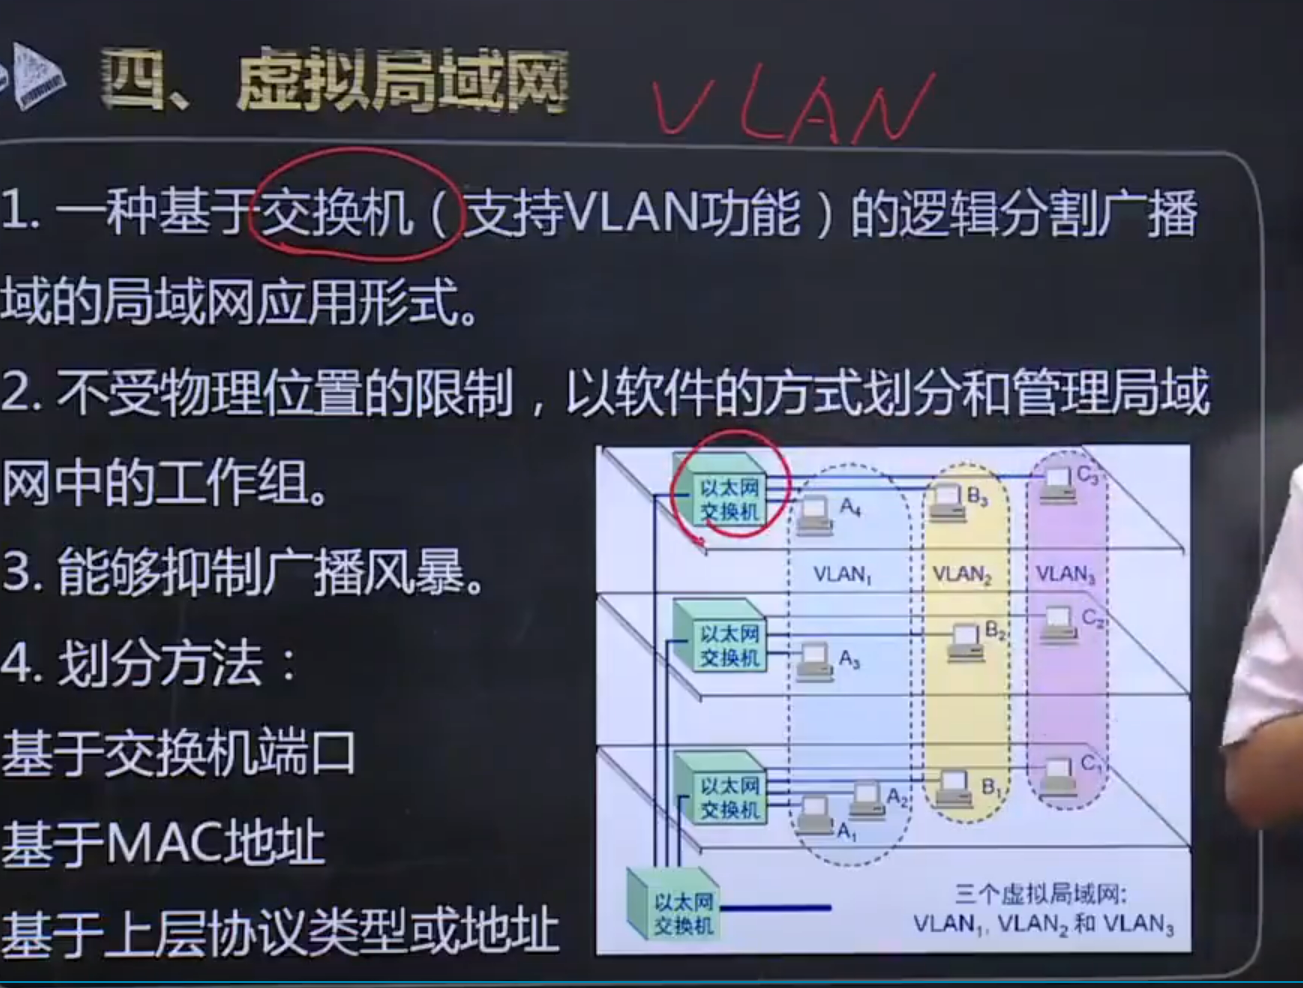 四、虚拟局域网
VLAN
1. 一种基于交换机（支持VLAN功能）的逻辑分割广播
域的局域网应用形式。
2. 不受物理位置的限制，以软件的方式划分和管理局域
网中的工作组。
3. 能够抑制广播风暴。
4. 划分方法：
基于交换机端口
基于MAC地址
基于上层协议类型或地址
以太网
交换机
A₄
B₃
C₃
VLAN₁
VLAN₂
VLAN₃
以太网
交换机
A₃
B₂
C₂
以太网
交换机
A₁
A₂
B₁
C₁
以太网
交换机
三个虚拟局域网:
VLAN₁, VLAN₂ 和 VLAN₃